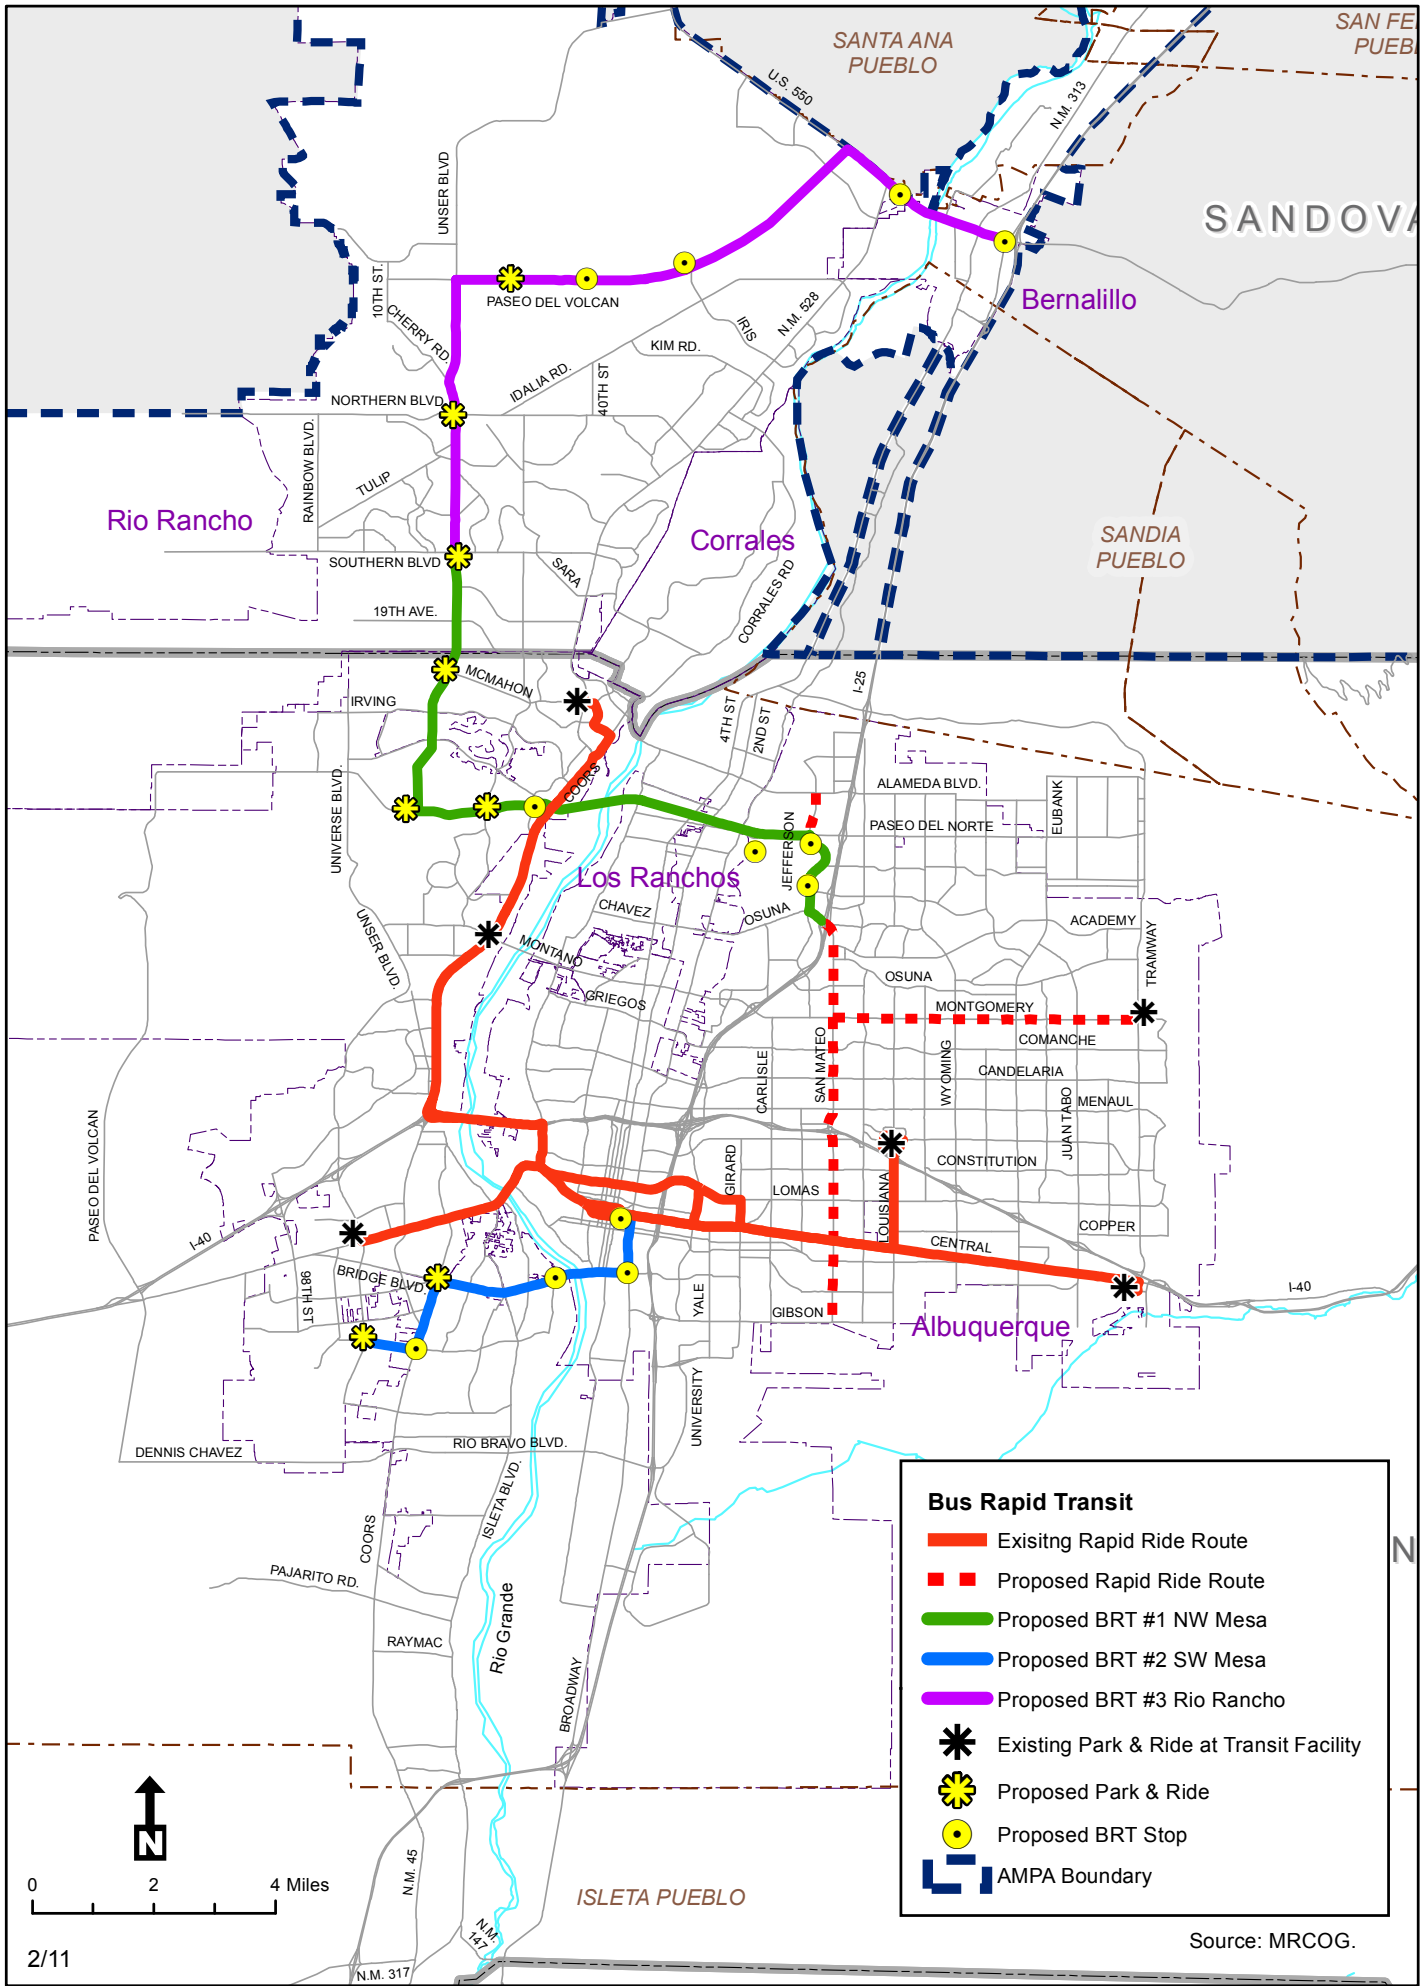 SANTA ANA
PUEBLO
SAN FE
PUEB
U.S. 550
N.M. 313
UNSER BLVD
SANDOVA
10TH ST.
PASEO DEL VOLCAN
Bernalillo
CHERRY RD.
IRIS
N.M. 528
KIM RD.
IDALIA RD.
40TH ST
NORTHERN BLVD
RAINBOW BLVD.
TULIP
Rio Rancho
Corrales
SANDIA
PUEBLO
SOUTHERN BLVD
SARA
CORRALES RD
19TH AVE.
MCMAHON
I-25
IRVING
4TH ST
2ND ST
COORS
ALAMEDA BLVD.
EUBANK
UNIVERSE BLVD.
JEFFERSON
PASEO DEL NORTE
Los Ranchos
CHAVEZ
OSUNA
ACADEMY
UNSER BLVD.
MONTANO
TRAMWAY
OSUNA
GRIEGOS
MONTGOMERY
COMANCHE
SAN MATEO
CARLISLE
WYOMING
CANDELARIA
MENAUL
JUAN TABO
PASEO DEL VOLCAN
GIRARD
CONSTITUTION
LOMAS
LOUISIANA
COPPER
I-40
CENTRAL
BRIDGE BLVD.
98TH ST
YALE
GIBSON
I-40
Albuquerque
UNIVERSITY
DENNIS CHAVEZ
RIO BRAVO BLVD.
ISLETA BLVD.
COORS
PAJARITO RD.
Rio Grande
RAYMAC
BROADWAY
N
Bus Rapid Transit
Exisitng Rapid Ride Route
Proposed Rapid Ride Route
Proposed BRT #1 NW Mesa
Proposed BRT #2 SW Mesa
Proposed BRT #3 Rio Rancho
Existing Park & Ride at Transit Facility
Proposed Park & Ride
Proposed BRT Stop
AMPA Boundary
N
0 2 4 Miles
N.M. 45
ISLETA PUEBLO
N.M.
147
N.M. 317
2/11
Source: MRCOG.